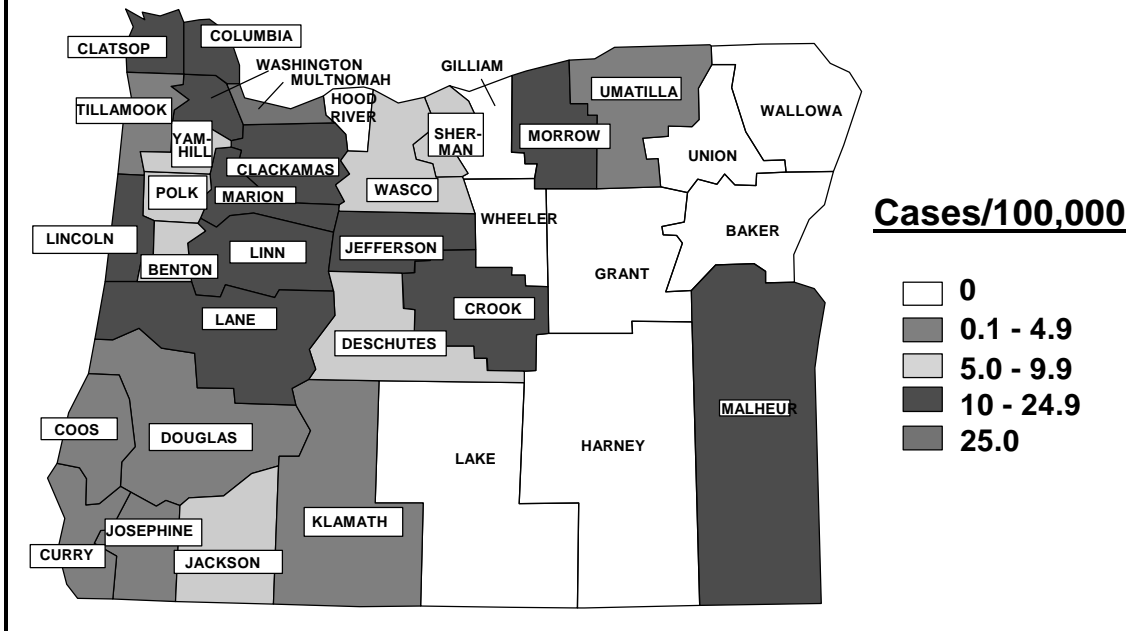 COLUMBIA
CLATSOP
WASHINGTON
GILLIAM
MULTNOMAH
UMATILLA
HOOD
RIVER
TILLAMOOK
WALLOWA
YAM-
HILL
SHER-
MAN
MORROW
UNION
CLACKAMAS
POLK
MARION
WASCO
WHEELER
LINCOLN
BENTON
LINN
JEFFERSON
BAKER
GRANT
LANE
CROOK
DESCHUTES
MALHEUR
COOS
DOUGLAS
LAKE
HARNEY
JOSEPHINE
KLAMATH
CURRY
JACKSON
Cases/100,000
0
0.1 - 4.9
5.0 - 9.9
10 - 24.9
25.0